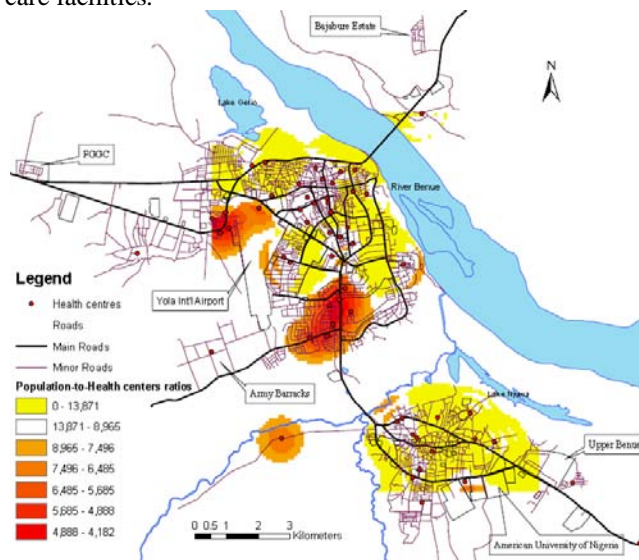 care facilities.
Bajabure Estate
N
Lake Gerio
FGGC
River Benue
Legend
Health centres
Roads
Main Roads
Minor Roads
Population-to-Health centers ratios
0 - 13,871
13,871 - 8,965
8,965 - 7,496
7,496 - 6,485
6,485 - 5,685
5,685 - 4,888
4,888 - 4,182
Yola Int'l Airport
Army Barracks
Lake Njuwa
Upper Benue
American University of Nigeria
0 0.5 1 2 3
Kilometers